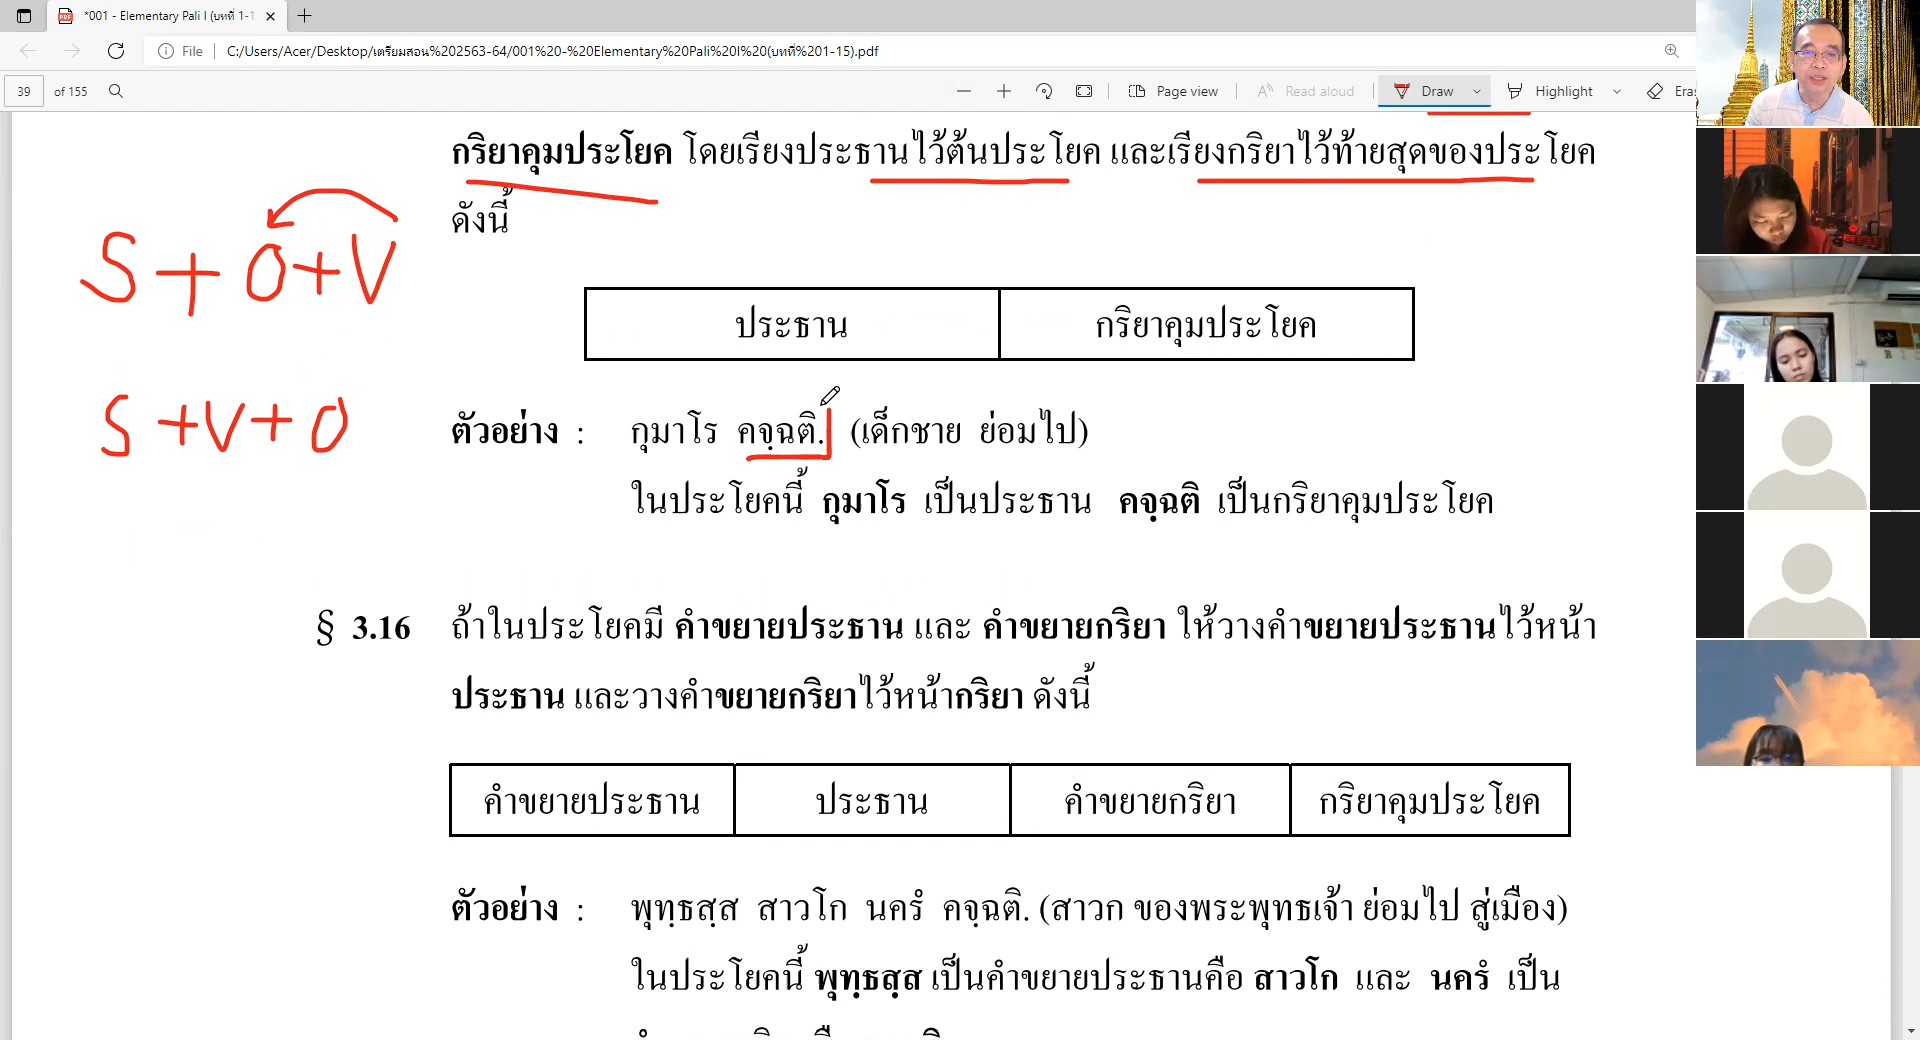 *001 - Elementary Pali I (บทที่ 1-1
File C:/Users/Acer/Desktop/เตรียมสอน%202563-64/001%20-%20Elementary%20Pali%20I%20(บทที่%201-15).pdf
39 of 155 Page view Read aloud Draw Highlight Eras
กริยาคุมประโยค โดยเรียงประธานไว้ต้นประโยค และเรียงกริยาไว้ท้ายสุดของประโยค
ดังนี้
S + O + V
ประธาน กริยาคุมประโยค
S + V + O
ตัวอย่าง : กุมาโร คจฺฉติ. (เด็กชาย ย่อมไป)
ในประโยคนี้ กุมาโร เป็นประธาน คจฺฉติ เป็นกริยาคุมประโยค
§ 3.16 ถ้าในประโยคมี คำขยายประธาน และ คำขยายกริยา ให้วางคำขยายประธานไว้หน้า
ประธาน และวางคำขยายกริยาไว้หน้ากริยา ดังนี้
คำขยายประธาน ประธาน คำขยายกริยา กริยาคุมประโยค
ตัวอย่าง : พุทฺธสฺส สาวโก นครํ คจฺฉติ. (สาวก ของพระพุทธเจ้า ย่อมไป สู่เมือง)
ในประโยคนี้ พุทฺธสฺส เป็นคำขยายประธานคือ สาวโก และ นครํ เป็น